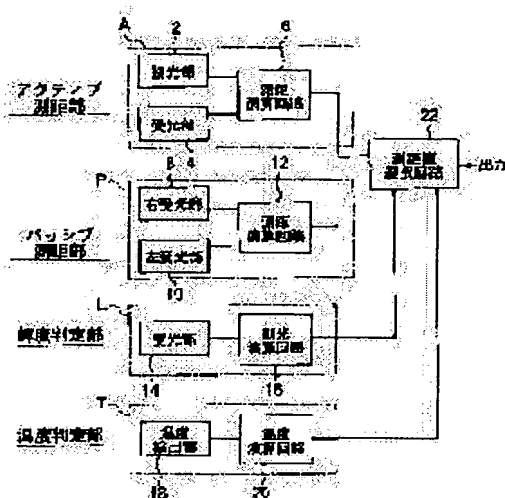 A
2
6
アクティブ
測距部
投光部
測距
演算回路
受光部
4
22
測距値
選択回路
出力
P
8
12
パッシブ
測距部
右受光部
測距
演算回路
左受光部
10
L
輝度判定部
受光部
測光
演算回路
14
16
T
温度判定部
温度
検出部
温度
演算回路
18
20